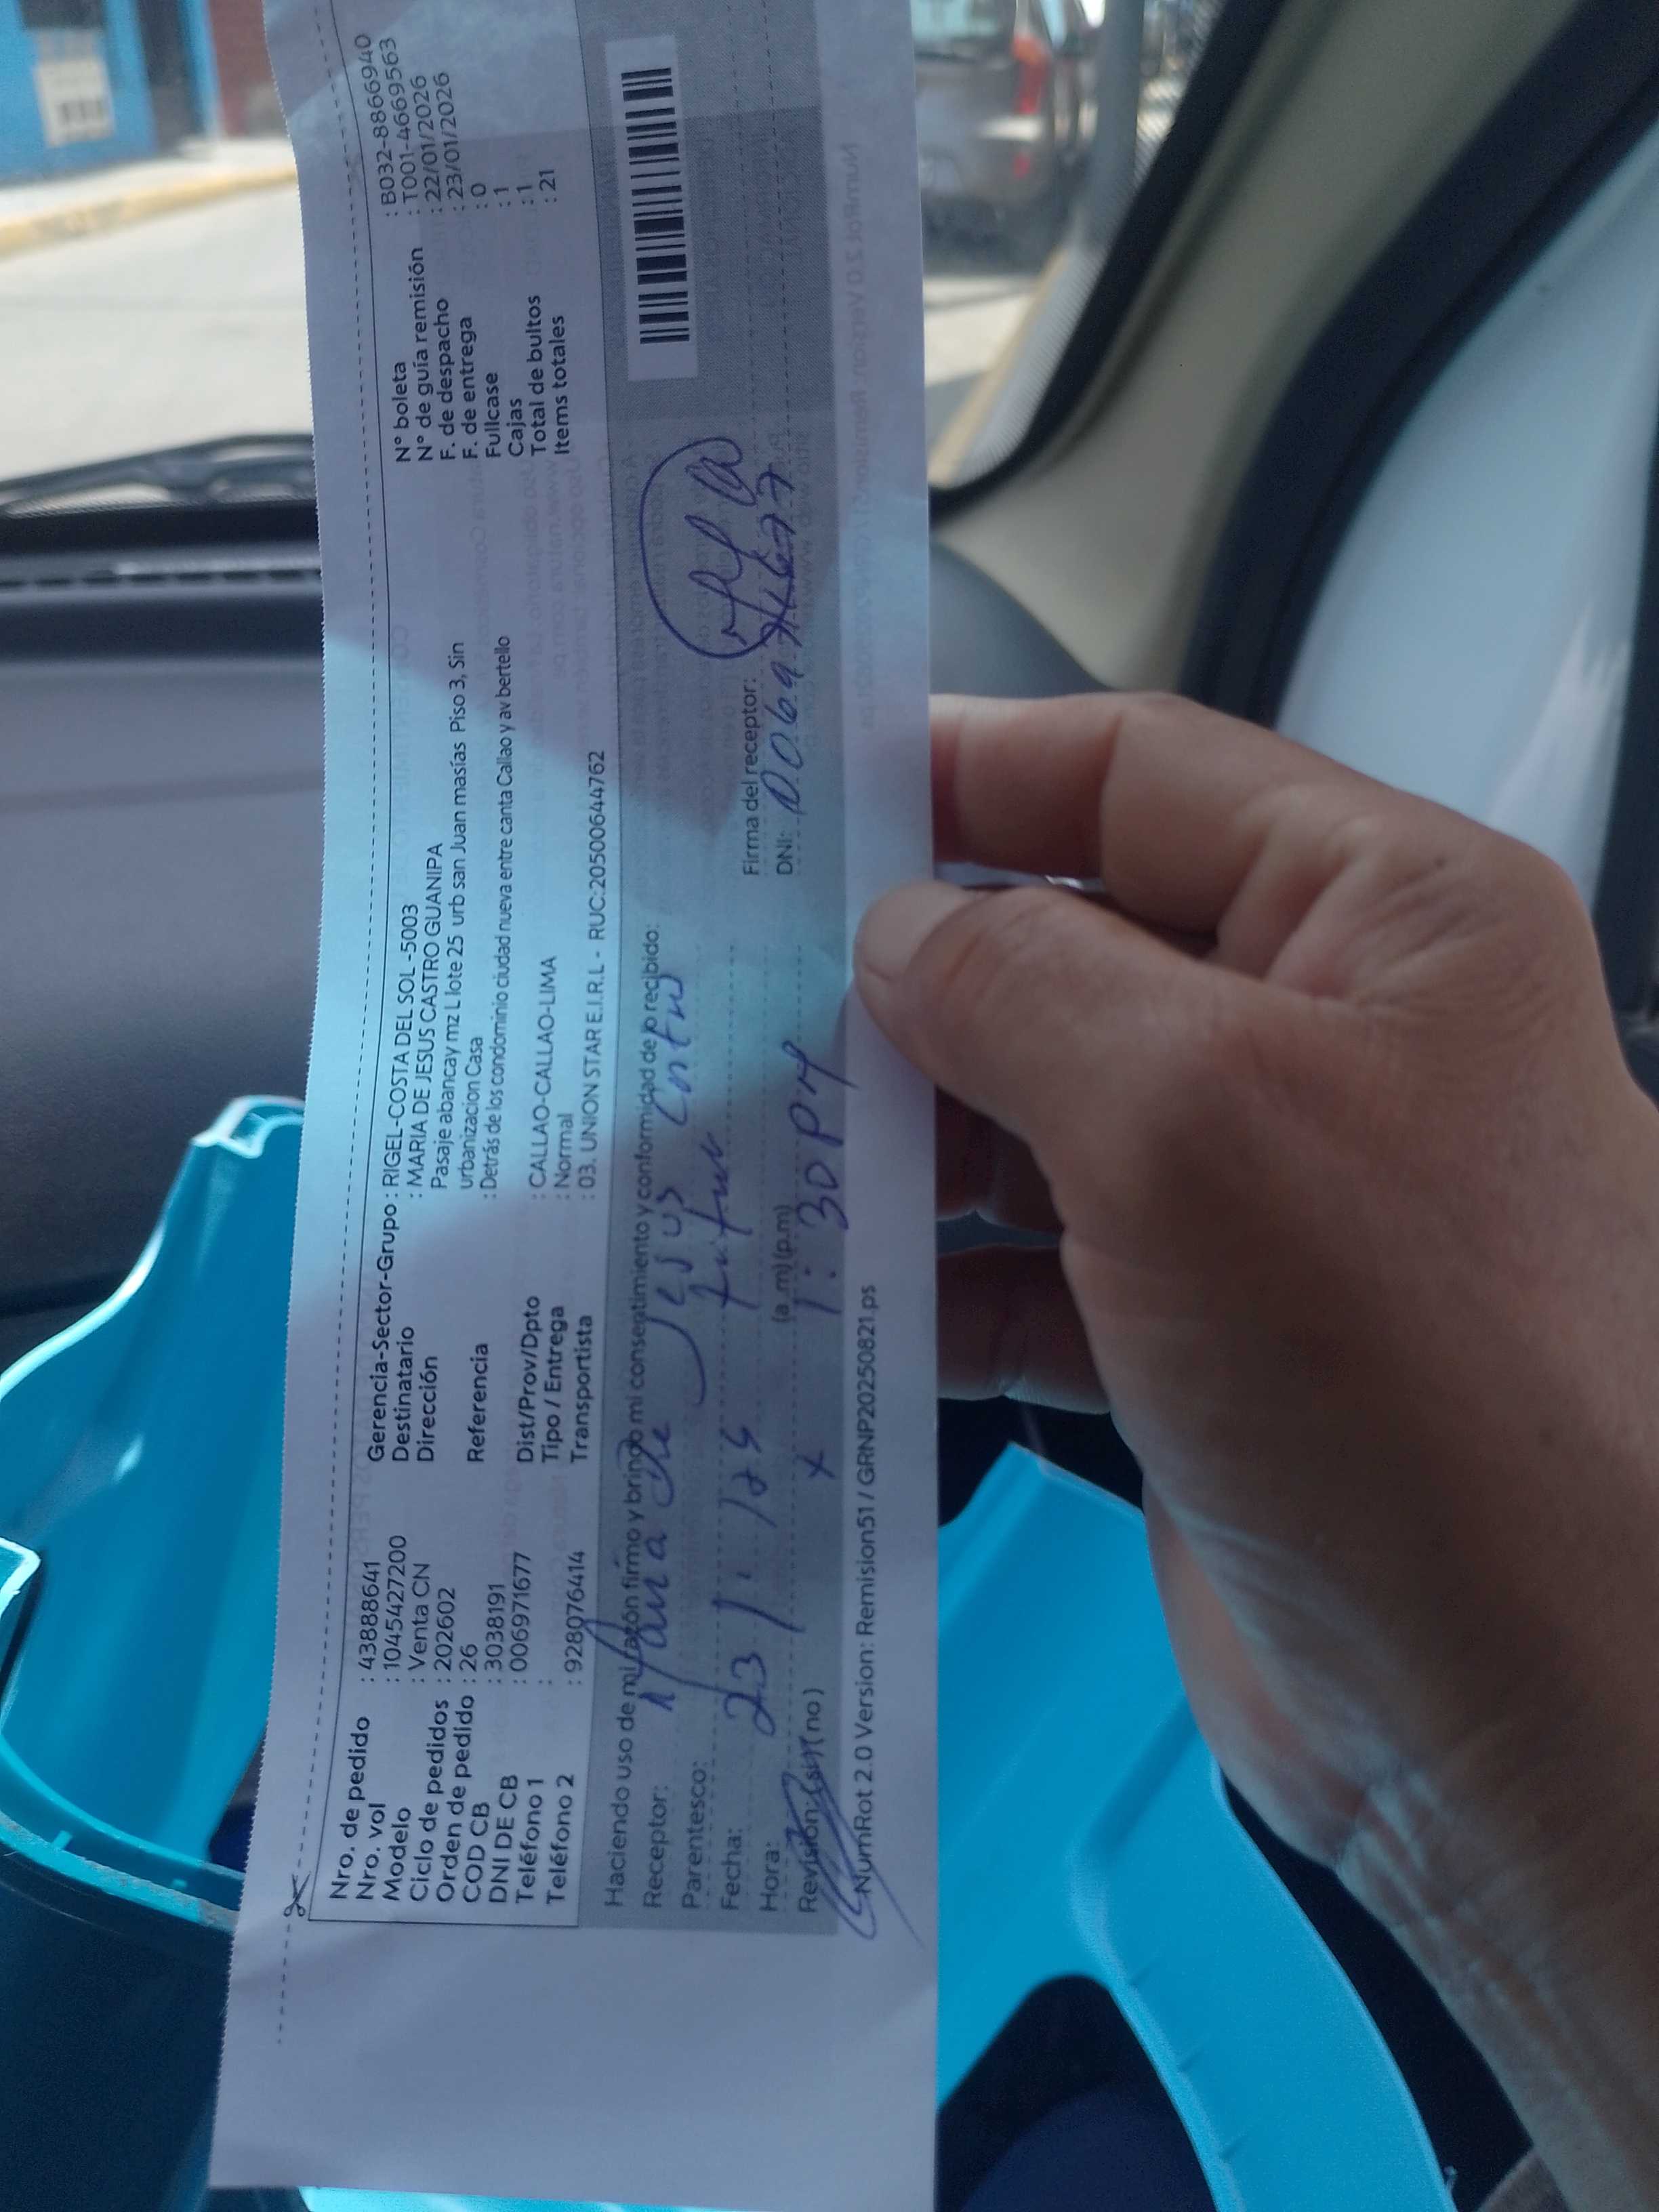 Nro. de pedido : 43888641
Nro. vol : 1045427200
Modelo : Venta CN
Ciclo de pedidos : 202602
Orden de pedido : 26
COD CB : 3038191
DNI DE CB : 006971677
Teléfono 1 :
Teléfono 2 : 928076414
Gerencia-Sector-Grupo : RIGEL-COSTA DEL SOL -5003
Destinatario : MARIA DE JESUS CASTRO GUANIPA
Dirección Pasaje abancay mz L lote 25 urb san Juan masías Piso 3, Sin
urbanizacion Casa
Referencia : Detrás de los condominio ciudad nueva entre canta Callao y av bertello
Dist/Prov/Dpto : CALLAO-CALLAO-LIMA
Tipo / Entrega : Normal
Transportista : 03. UNION STAR E.I.R.L - RUC:20500644762
N° boleta : B032-88669940
N° de guía remisión : T001-46695563
F. de despacho : 22/01/2026
F. de entrega : 23/01/2026
Fullcase : 0
Cajas : 1
Total de bultos : 1
Items totales : 21
Haciendo uso de mi razón firmo y brindo mi consentimiento y conformidad de lo recibido:
Receptor: Maria de Jesus
Parentesco:
Fecha: 23/1/
Hora: (a .m) (p.m) 1:30 PM
Revision: (si) (no) x
Firma del receptor:
DNI:
NumRot 2.0 Version: Remision51 / GRNP20250821.ps